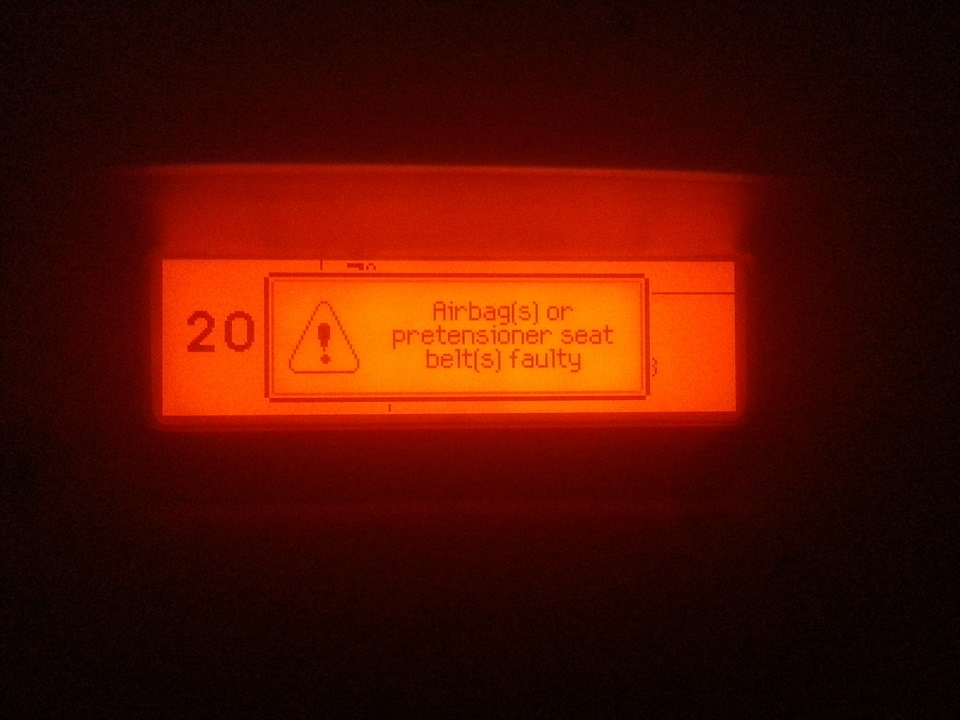 20
Airbag(s) or
pretensioner seat
belt(s) faulty